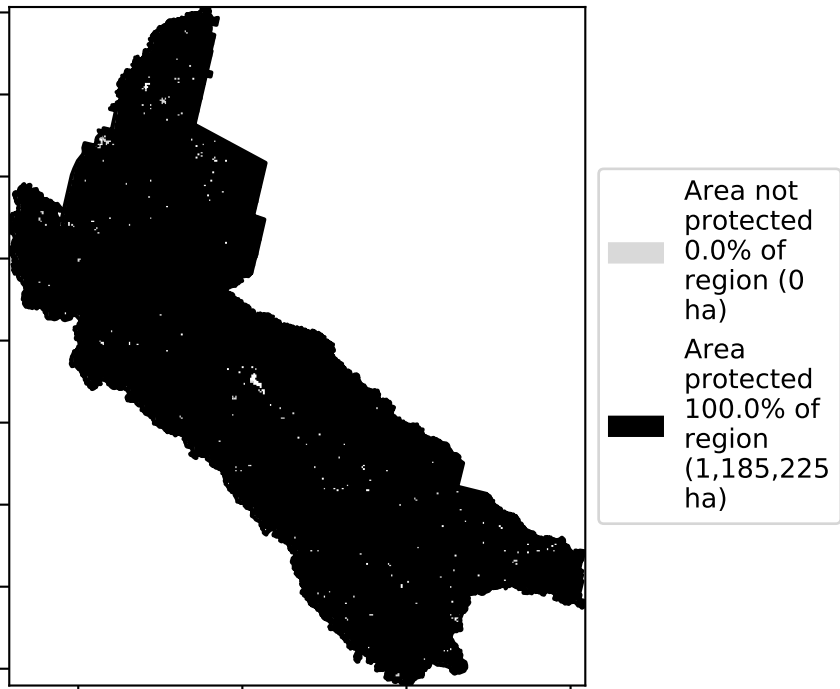 Area not
protected
0.0% of
region (0
ha)
Area
protected
100.0% of
region
(1,185,225
ha)